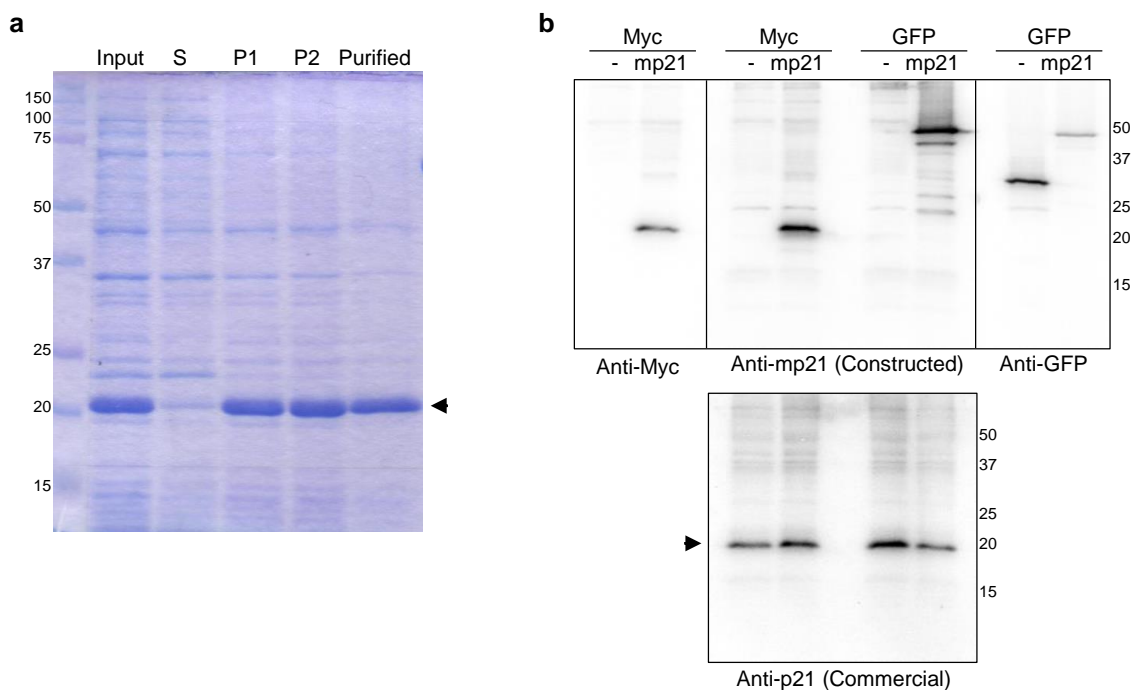 a
Input S P1 P2 Purified
150
100
75
50
37
25
20
15
b
Myc Myc GFP GFP
- mp21 - mp21 - mp21 - mp21
50
37
25
20
15
Anti-Myc Anti-mp21 (Constructed) Anti-GFP
50
37
25
20
15
Anti-p21 (Commercial)